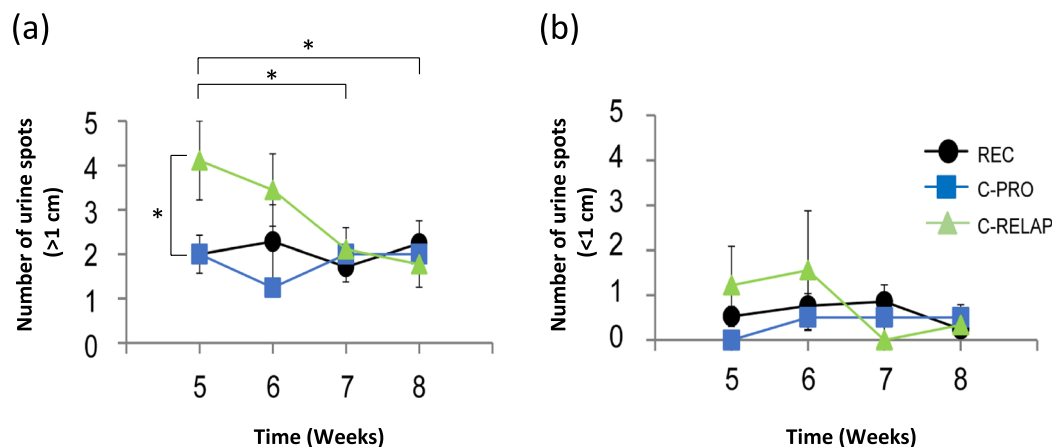 (a)
*
*
Number of urine spots
(>1 cm)
5
4
3
2
1
0
*
5 6 7 8
Time (Weeks)
(b)
Number of urine spots
(<1 cm)
5
4
3
2
1
0
5 6 7 8
Time (Weeks)
REC
C-PRO
C-RELAP